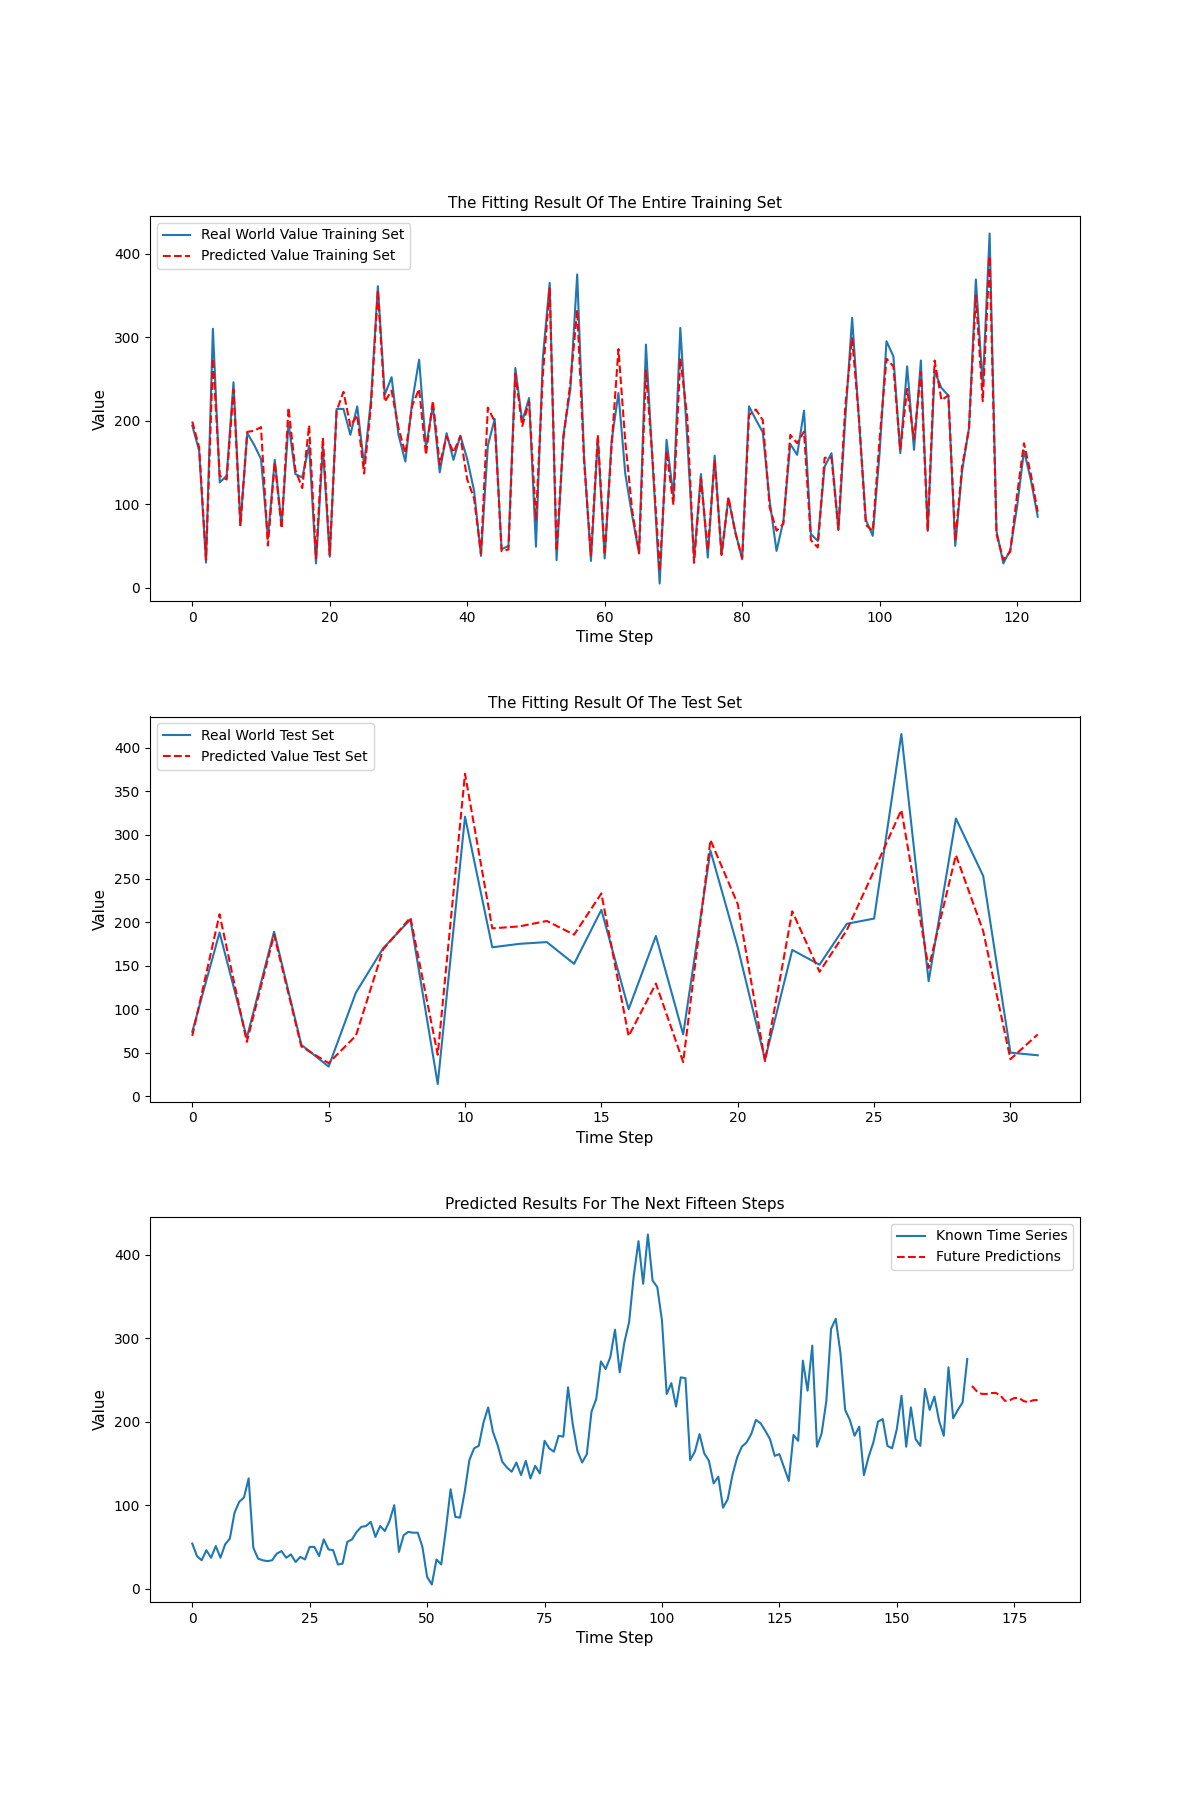 The Fitting Result Of The Entire Training Set
Real World Value Training Set
Predicted Value Training Set
400
300
200
100
0
Value
0 20 40 60 80 100 120
Time Step
The Fitting Result Of The Test Set
Real World Test Set
Predicted Value Test Set
400
350
300
250
200
150
100
50
0
Value
0 5 10 15 20 25 30
Time Step
Predicted Results For The Next Fifteen Steps
Known Time Series
Future Predictions
400
300
200
100
0
Value
0 25 50 75 100 125 150 175
Time Step